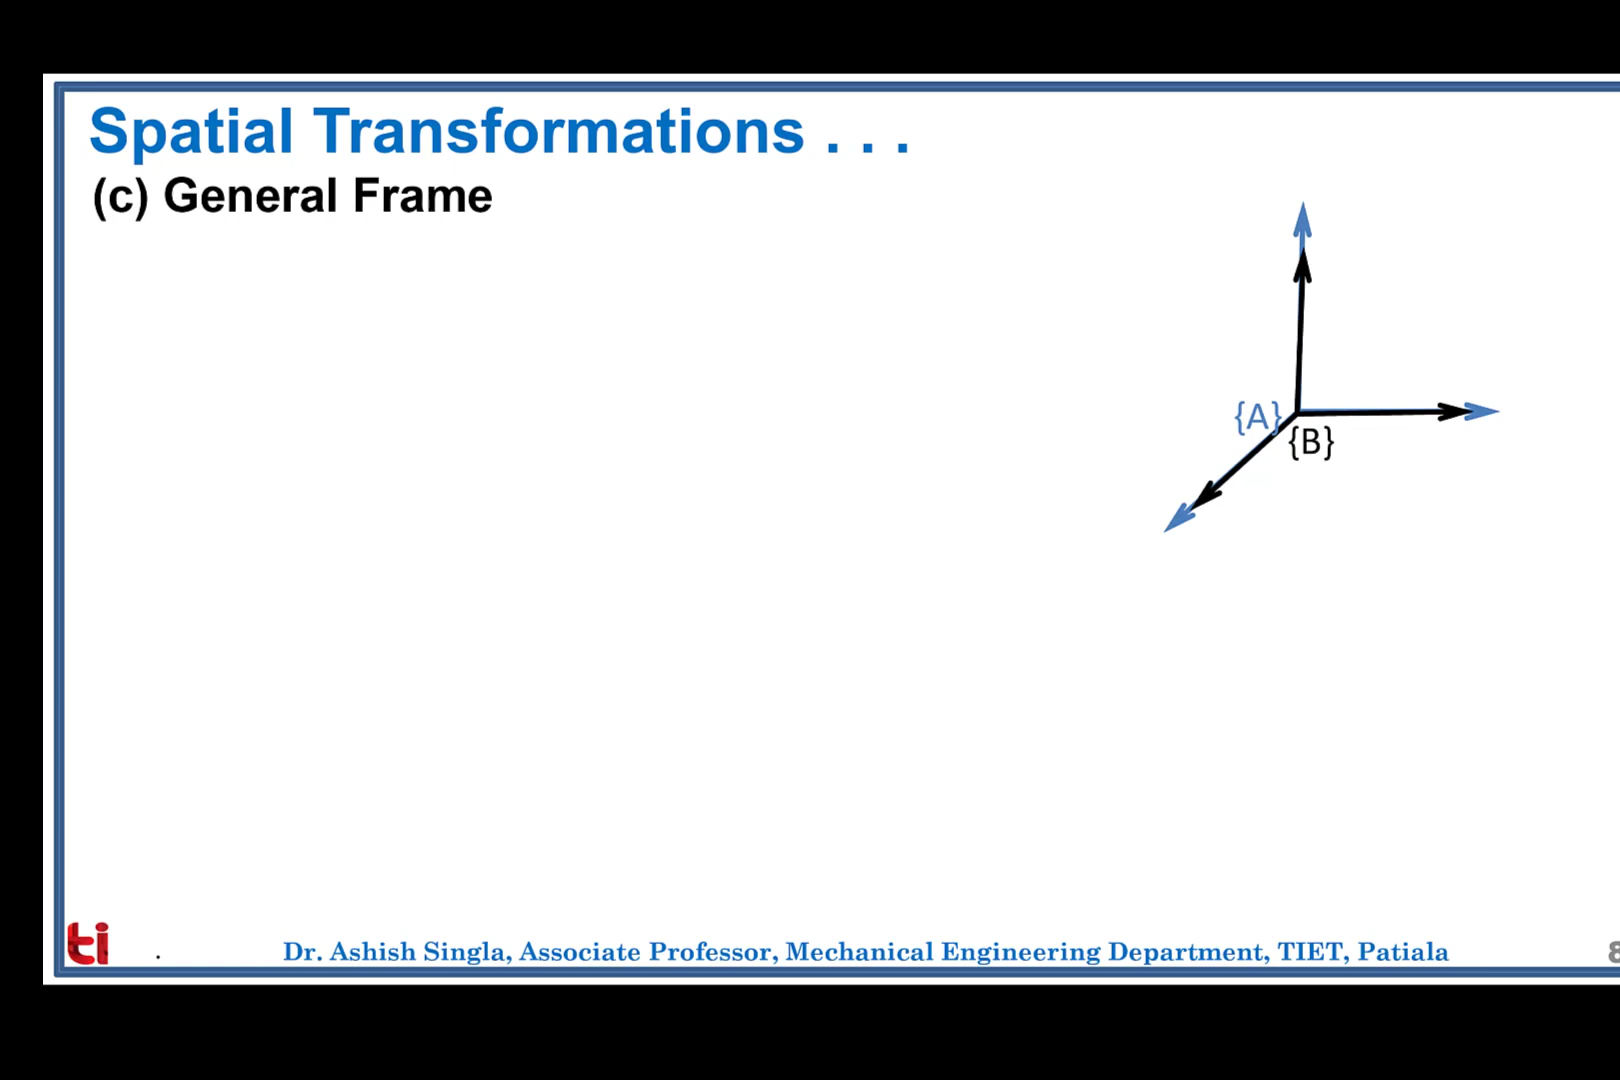 Spatial Transformations . . .
(c) General Frame
{A}
{B}
ti
.
Dr. Ashish Singla, Associate Professor, Mechanical Engineering Department, TIET, Patiala